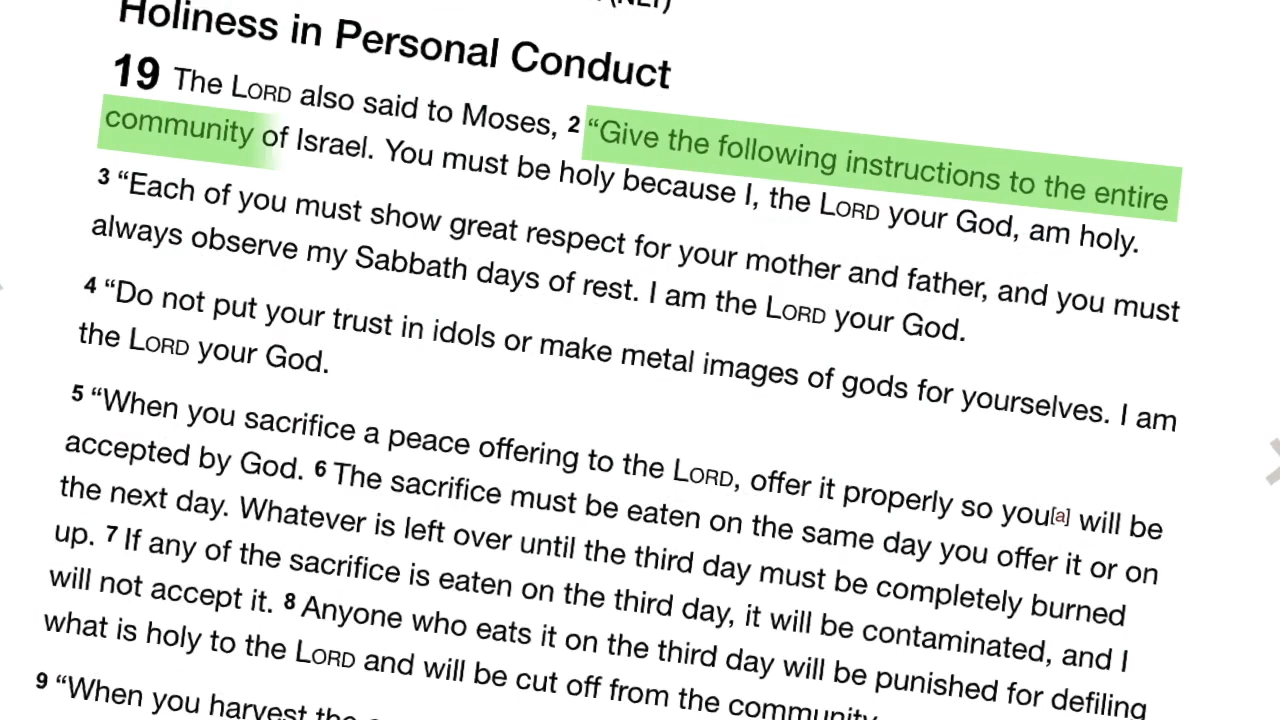 Holiness in Personal Conduct
19 The LORD also said to Moses, 2 “Give the following instructions to the entire
community of Israel. You must be holy because I, the LORD your God, am holy.
3 “Each of you must show great respect for your mother and father, and you must
always observe my Sabbath days of rest. I am the LORD your God.
4 “Do not put your trust in idols or make metal images of gods for yourselves. I am
the LORD your God.
5 “When you sacrifice a peace offering to the LORD, offer it properly so you[a] will be
accepted by God. 6 The sacrifice must be eaten on the same day you offer it or on
the next day. Whatever is left over until the third day must be completely burned
up. 7 If any of the sacrifice is eaten on the third day, it will be contaminated, and I
will not accept it. 8 Anyone who eats it on the third day will be punished for defiling
what is holy to the LORD and will be cut off from the community.
9 “When you harvest the